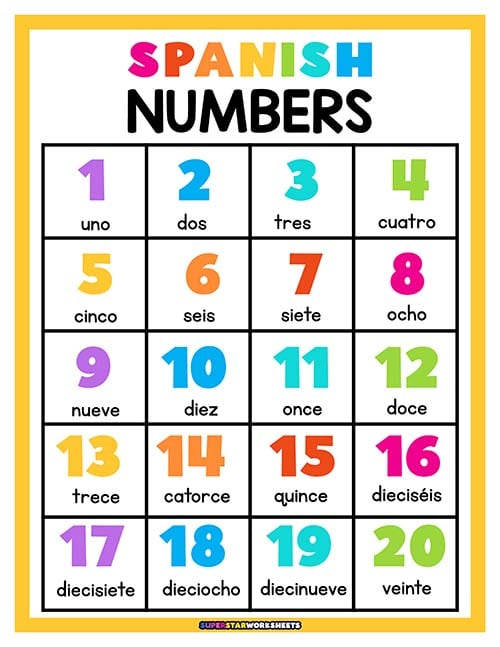 SPANISH
NUMBERS
1 2 3 4
uno dos tres cuatro
5 6 7 8
cinco seis siete ocho
9 10 11 12
nueve diez once doce
13 14 15 16
trece catorce quince dieciséis
17 18 19 20
diecisiete dieciocho diecinueve veinte
SUPERSTARWORKSHEETS